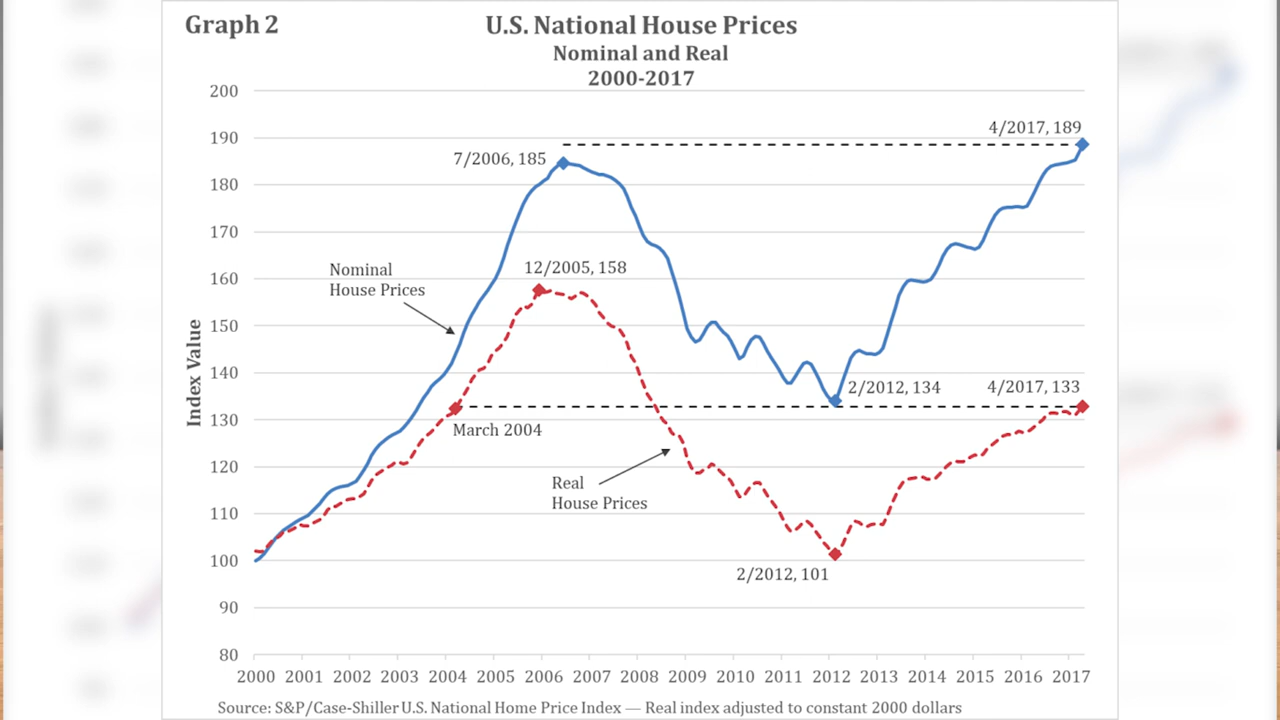 Graph 2
U.S. National House Prices
Nominal and Real
2000-2017
200
190
180
170
160
150
140
130
120
110
100
90
80
Index Value
4/2017, 189
7/2006, 185
12/2005, 158
Nominal
House Prices
2/2012, 134
4/2017, 133
March 2004
Real
House Prices
2/2012, 101
2000 2001 2002 2003 2004 2005 2006 2007 2008 2009 2010 2011 2012 2013 2014 2015 2016 2017
Source: S&P/Case-Shiller U.S. National Home Price Index — Real index adjusted to constant 2000 dollars